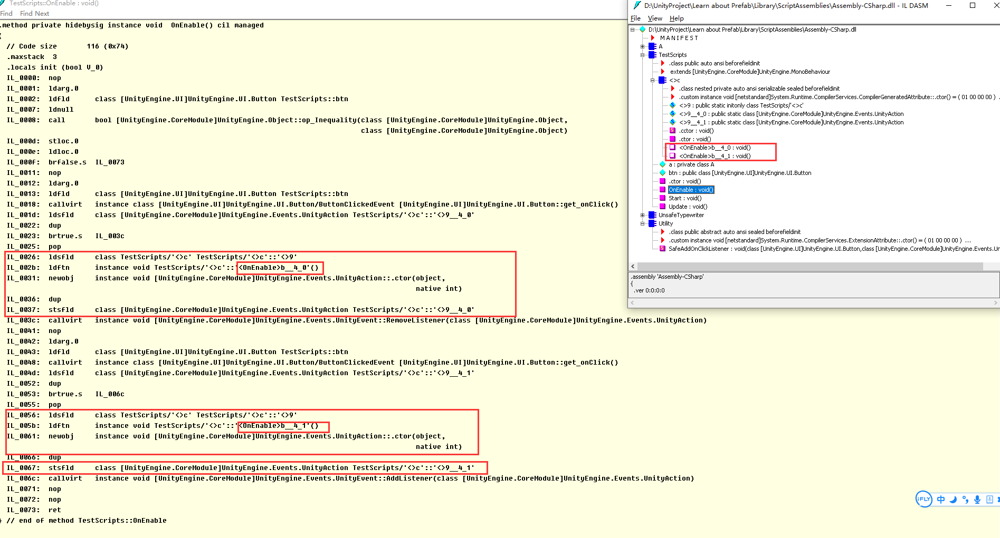 TestScripts::OnEnable : void()
Find Find Next
.method private hidebysig instance void  OnEnable() cil managed
{
// Code size       116 (0x74)
.maxstack  3
.locals init (bool V_0)
IL_0000:  nop
IL_0001:  ldarg.0
IL_0002:  ldfld      class [UnityEngine.UI]UnityEngine.UI.Button TestScripts::btn
IL_0007:  ldnull
IL_0008:  call       bool [UnityEngine.CoreModule]UnityEngine.Object::op_Inequality(class [UnityEngine.CoreModule]UnityEngine.Object,
class [UnityEngine.CoreModule]UnityEngine.Object)
IL_000d:  stloc.0
IL_000e:  ldloc.0
IL_000f:  brfalse.s  IL_0073
IL_0011:  nop
IL_0012:  ldarg.0
IL_0013:  ldfld      class [UnityEngine.UI]UnityEngine.UI.Button TestScripts::btn
IL_0018:  callvirt   instance class [UnityEngine.UI]UnityEngine.UI.Button/ButtonClickedEvent [UnityEngine.UI]UnityEngine.UI.Button::get_onClick()
IL_001d:  ldsfld     class [UnityEngine.CoreModule]UnityEngine.Events.UnityAction TestScripts/'<>c'::'<>9__4_0'
IL_0022:  dup
IL_0023:  brtrue.s   IL_003c
IL_0025:  pop
IL_0026:  ldsfld     class TestScripts/'<>c' TestScripts/'<>c'::'<>9'
IL_002b:  ldftn      instance void TestScripts/'<>c'::'<OnEnable>b__4_0'()
IL_0031:  newobj     instance void [UnityEngine.CoreModule]UnityEngine.Events.UnityAction::.ctor(object,
native int)
IL_0036:  dup
IL_0037:  stsfld     class [UnityEngine.CoreModule]UnityEngine.Events.UnityAction TestScripts/'<>c'::'<>9__4_0'
IL_003c:  callvirt   instance void [UnityEngine.CoreModule]UnityEngine.Events.UnityEvent::RemoveListener(class [UnityEngine.CoreModule]UnityEngine.Events.UnityAction)
IL_0041:  nop
IL_0042:  ldarg.0
IL_0043:  ldfld      class [UnityEngine.UI]UnityEngine.UI.Button TestScripts::btn
IL_0048:  callvirt   instance class [UnityEngine.UI]UnityEngine.UI.Button/ButtonClickedEvent [UnityEngine.UI]UnityEngine.UI.Button::get_onClick()
IL_004d:  ldsfld     class [UnityEngine.CoreModule]UnityEngine.Events.UnityAction TestScripts/'<>c'::'<>9__4_1'
IL_0052:  dup
IL_0053:  brtrue.s   IL_006c
IL_0055:  pop
IL_0056:  ldsfld     class TestScripts/'<>c' TestScripts/'<>c'::'<>9'
IL_005b:  ldftn      instance void TestScripts/'<>c'::'<OnEnable>b__4_1'()
IL_0061:  newobj     instance void [UnityEngine.CoreModule]UnityEngine.Events.UnityAction::.ctor(object,
native int)
IL_0066:  dup
IL_0067:  stsfld     class [UnityEngine.CoreModule]UnityEngine.Events.UnityAction TestScripts/'<>c'::'<>9__4_1'
IL_006c:  callvirt   instance void [UnityEngine.CoreModule]UnityEngine.Events.UnityEvent::AddListener(class [UnityEngine.CoreModule]UnityEngine.Events.UnityAction)
IL_0071:  nop
IL_0072:  nop
IL_0073:  ret
} // end of method TestScripts::OnEnable
D:\UnityProject\Learn about Prefab\Library\ScriptAssemblies\Assembly-CSharp.dll - IL DASM
File View Help
D:\UnityProject\Learn about Prefab\Library\ScriptAssemblies\Assembly-CSharp.dll
M A N I F E S T
A
TestScripts
.class public auto ansi beforefieldinit
extends [UnityEngine.CoreModule]UnityEngine.MonoBehaviour
<>c
.class nested private auto ansi serializable sealed beforefieldinit
.custom instance void [netstandard]System.Runtime.CompilerServices.CompilerGeneratedAttribute::.ctor() = ( 01 00 00 00 ) .
<>9 : public static initonly class TestScripts/'<>c'
<>9__4_0 : public static class [UnityEngine.CoreModule]UnityEngine.Events.UnityAction
<>9__4_1 : public static class [UnityEngine.CoreModule]UnityEngine.Events.UnityAction
.cctor : void()
.ctor : void()
<OnEnable>b__4_0 : void()
<OnEnable>b__4_1 : void()
a : private class A
btn : public class [UnityEngine.UI]UnityEngine.UI.Button
.ctor : void()
OnEnable : void()
Start : void()
Update : void()
UnsafeTypewriter
Utility
.class public abstract auto ansi sealed beforefieldinit
.custom instance void [netstandard]System.Runtime.CompilerServices.ExtensionAttribute::.ctor() = ( 01 00 00 00 ) ...
SafeAddOnClickListener : void(class [UnityEngine.UI]UnityEngine.UI.Button,class [UnityEngine.CoreModule]UnityEngine.Events.Un
.assembly 'Assembly-CSharp'
{
.ver 0:0:0:0
iFLY 中